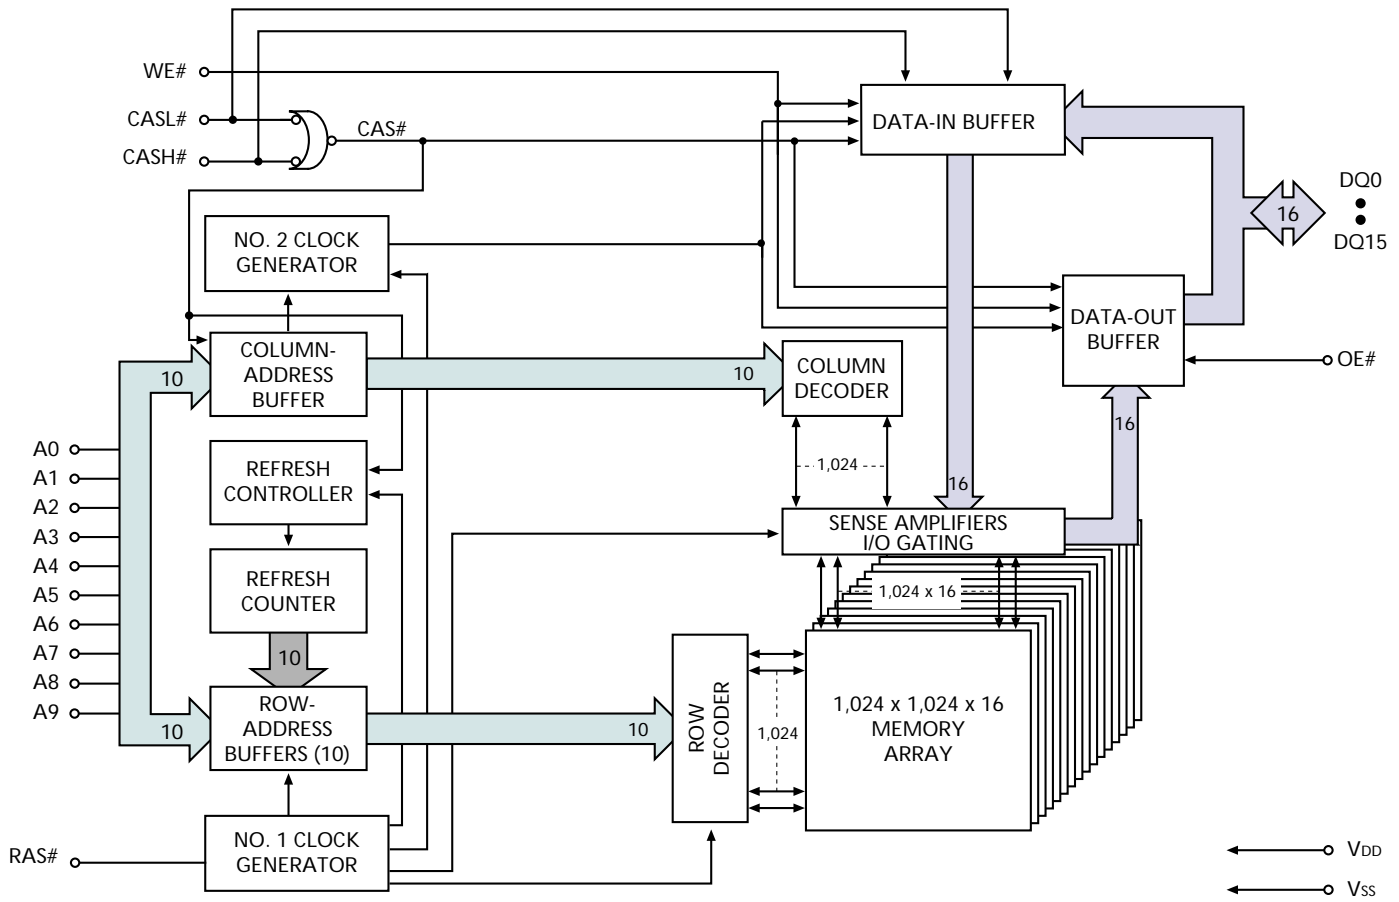 WE#
CASL#
CASH#
CAS#
DATA-IN BUFFER
DQ0
16
DQ15
NO. 2 CLOCK
GENERATOR
DATA-OUT
BUFFER
OE#
COLUMN-
ADDRESS
BUFFER
10
10
COLUMN
DECODER
16
A0
A1
A2
A3
A4
A5
A6
A7
A8
A9
REFRESH
CONTROLLER
1,024
16
SENSE AMPLIFIERS
I/O GATING
REFRESH
COUNTER
1,024 x 16
10
ROW-
ADDRESS
BUFFERS (10)
10
10
ROW
DECODER
1,024
1,024 x 1,024 x 16
MEMORY
ARRAY
NO. 1 CLOCK
GENERATOR
RAS#
VDD
VSS